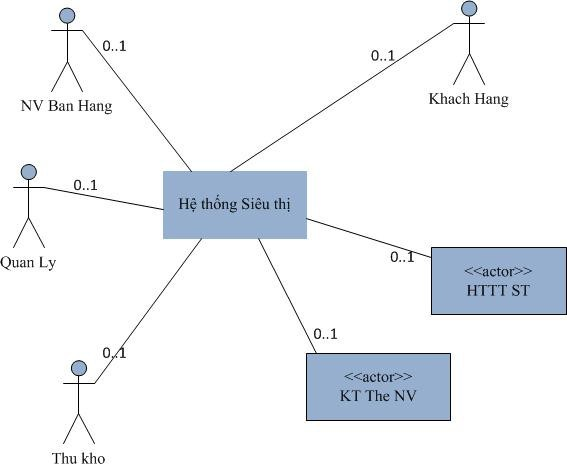 0..1
0..1
NV Ban Hang
Khach Hang
0..1
Hệ thống Siêu thị
Quan Ly
0..1
<<actor>>
HTTT ST
0..1
0..1
<<actor>>
KT The NV
Thu kho